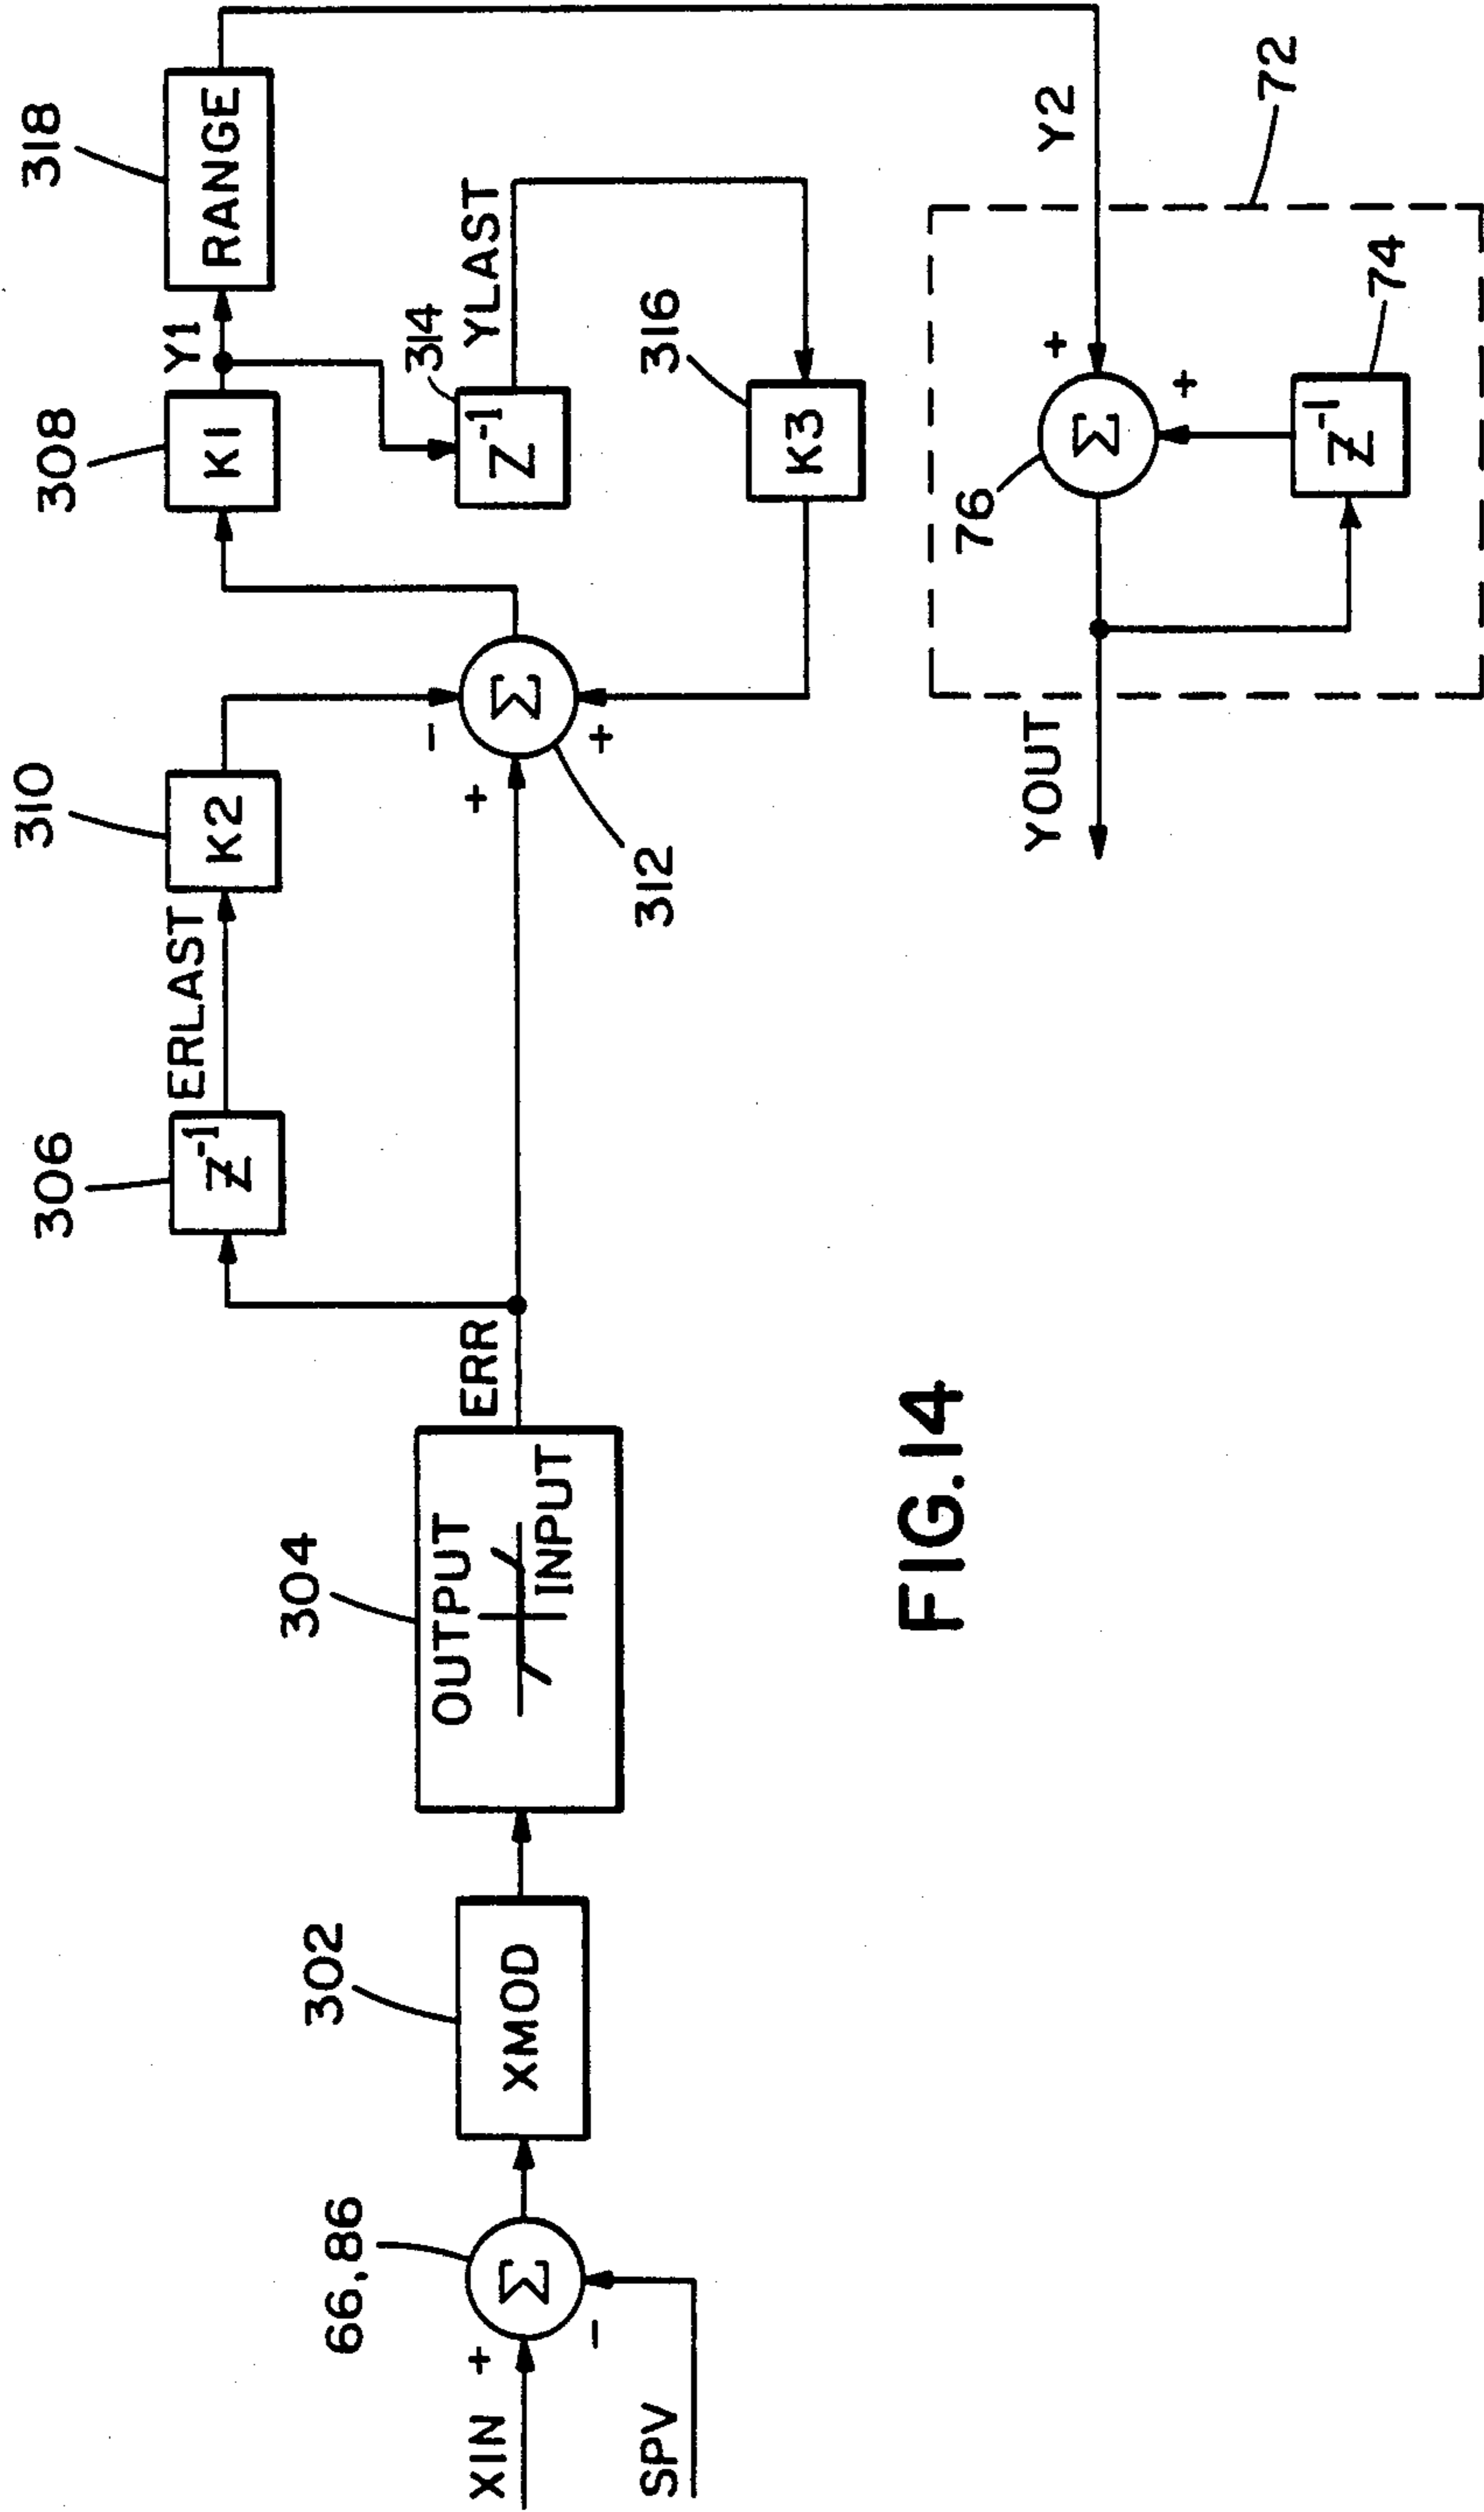 318
RANGE
Y1
308
K1
314
Z-1
YLAST
316
K3
310
K2
ERLAST
306
Z-1
Σ
-
+
+
312
ERR
304
OUTPUT
INPUT
302
XMOD
66,86
Σ
XIN
+
-
SPV
Y2
72
+
+
76
Σ
Z-1
74
YOUT
FIG.14